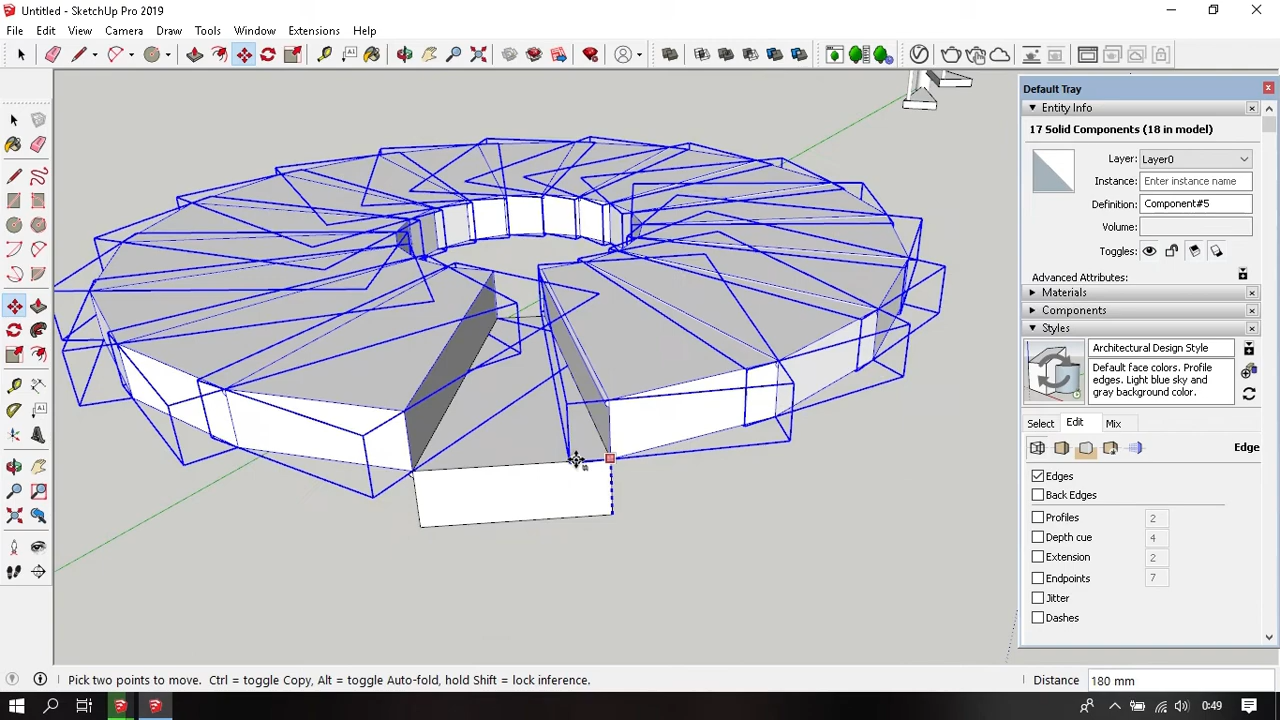 Untitled - SketchUp Pro 2019
File Edit View Camera Draw Tools Window Extensions Help
Default Tray
Entity Info
17 Solid Components (18 in model)
Layer: Layer0
Instance: Enter instance name
Definition: Component#5
Volume:
Toggles:
Advanced Attributes:
Materials
Components
Styles
Architectural Design Style
Default face colors. Profile
edges. Light blue sky and
gray background color.
Select Edit Mix
Edge
Edges
Back Edges
Profiles 2
Depth cue 4
Extension 2
Endpoints 7
Jitter
Dashes
Pick two points to move. Ctrl = toggle Copy, Alt = toggle Auto-fold, hold Shift = lock inference.
Distance 180 mm
0:49